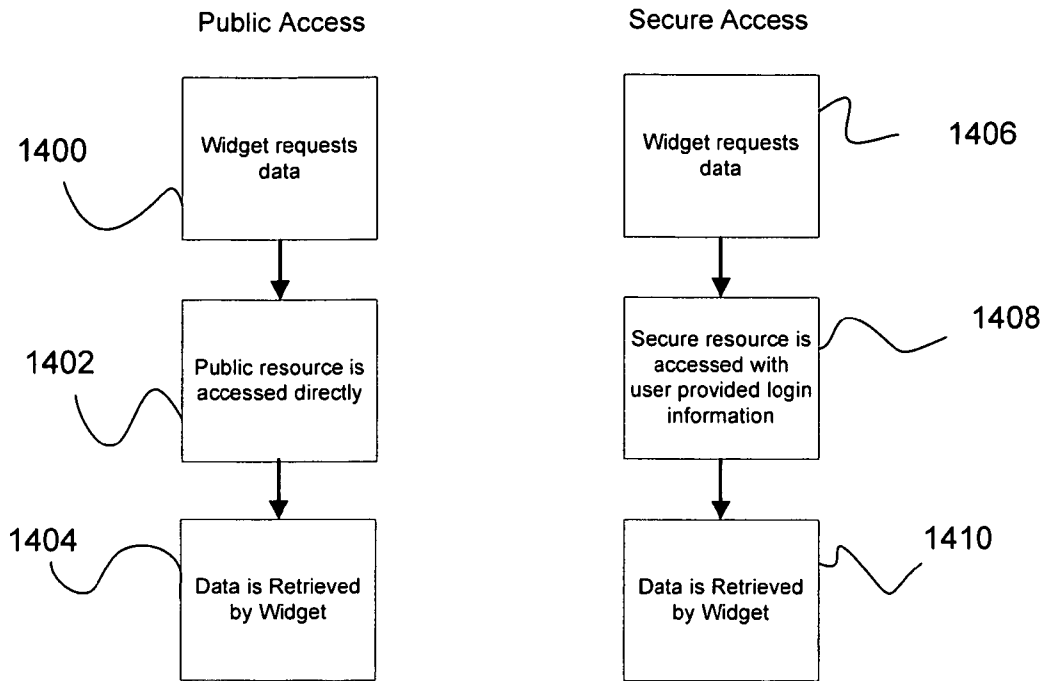 Public Access
Widget requests
data
1400
Public resource is
accessed directly
1402
Data is Retrieved
by Widget
1404
Secure Access
Widget requests
data
1406
Secure resource is
accessed with
user provided login
information
1408
Data is Retrieved
by Widget
1410